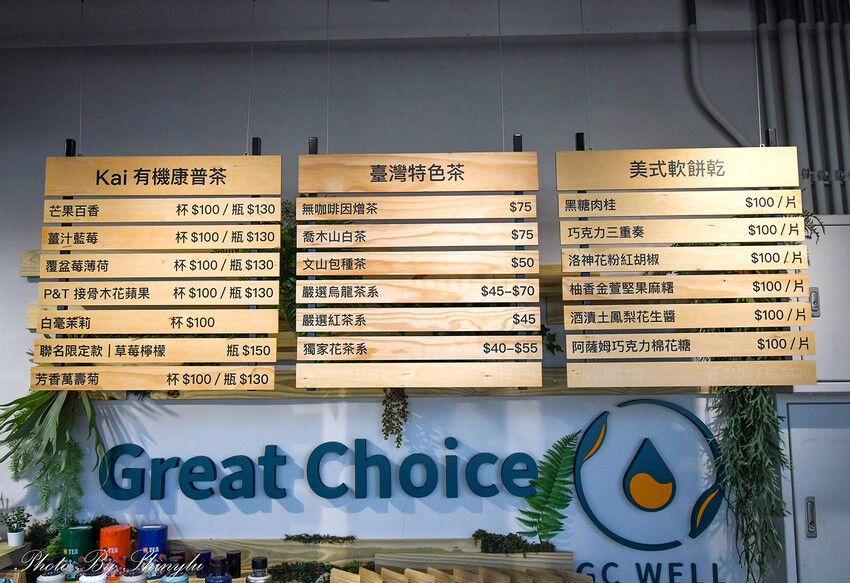 Kai 有機康普茶
芒果百香 杯 $100 / 瓶 $130
薑汁藍莓 杯 $100 / 瓶 $130
覆盆莓薄荷 杯 $100 / 瓶 $130
P&T 接骨木花蘋果 杯 $100 / 瓶 $130
白毫茉莉 杯 $100
聯名限定款 | 草莓檸檬 瓶 $150
芳香萬壽菊 杯 $100 / 瓶 $130
臺灣特色茶
無咖啡因熷茶 $75
喬木山白茶 $75
文山包種茶 $50
嚴選烏龍茶系 $45–$70
嚴選紅茶系 $45
獨家花茶系 $40–$55
美式軟餅乾
黑糖肉桂 $100 / 片
巧克力三重奏 $100 / 片
洛神花粉紅胡椒 $100 / 片
柚香金萱堅果麻糬 $100 / 片
酒漬土鳳梨花生醬 $100 / 片
阿薩姆巧克力棉花糖 $100 / 片
Great Choice
GC WELL
TEA
TEA
Photo By Shinylu